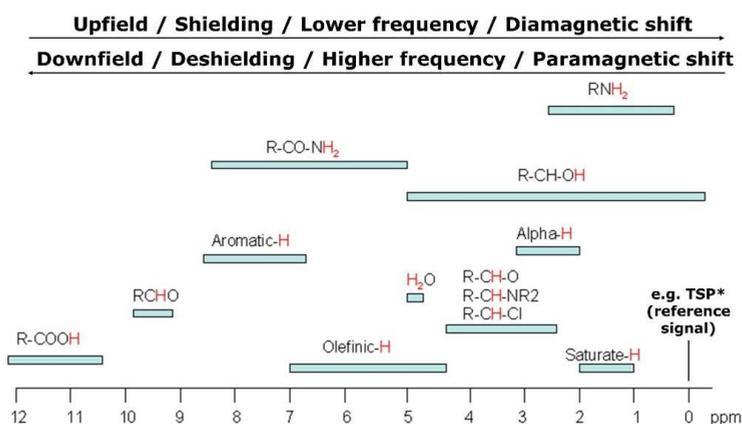 Upfield / Shielding / Lower frequency / Diamagnetic shift
Downfield / Deshielding / Higher frequency / Paramagnetic shift
RNH2
R-CO-NH2
R-CH-OH
Aromatic-H
Alpha-H
RCHO
H2O
R-CH-O
R-CH-NR2
R-CH-Cl
e.g. TSP*
(reference
signal)
R-COOH
Olefinic-H
Saturate-H
12 11 10 9 8 7 6 5 4 3 2 1 0 ppm